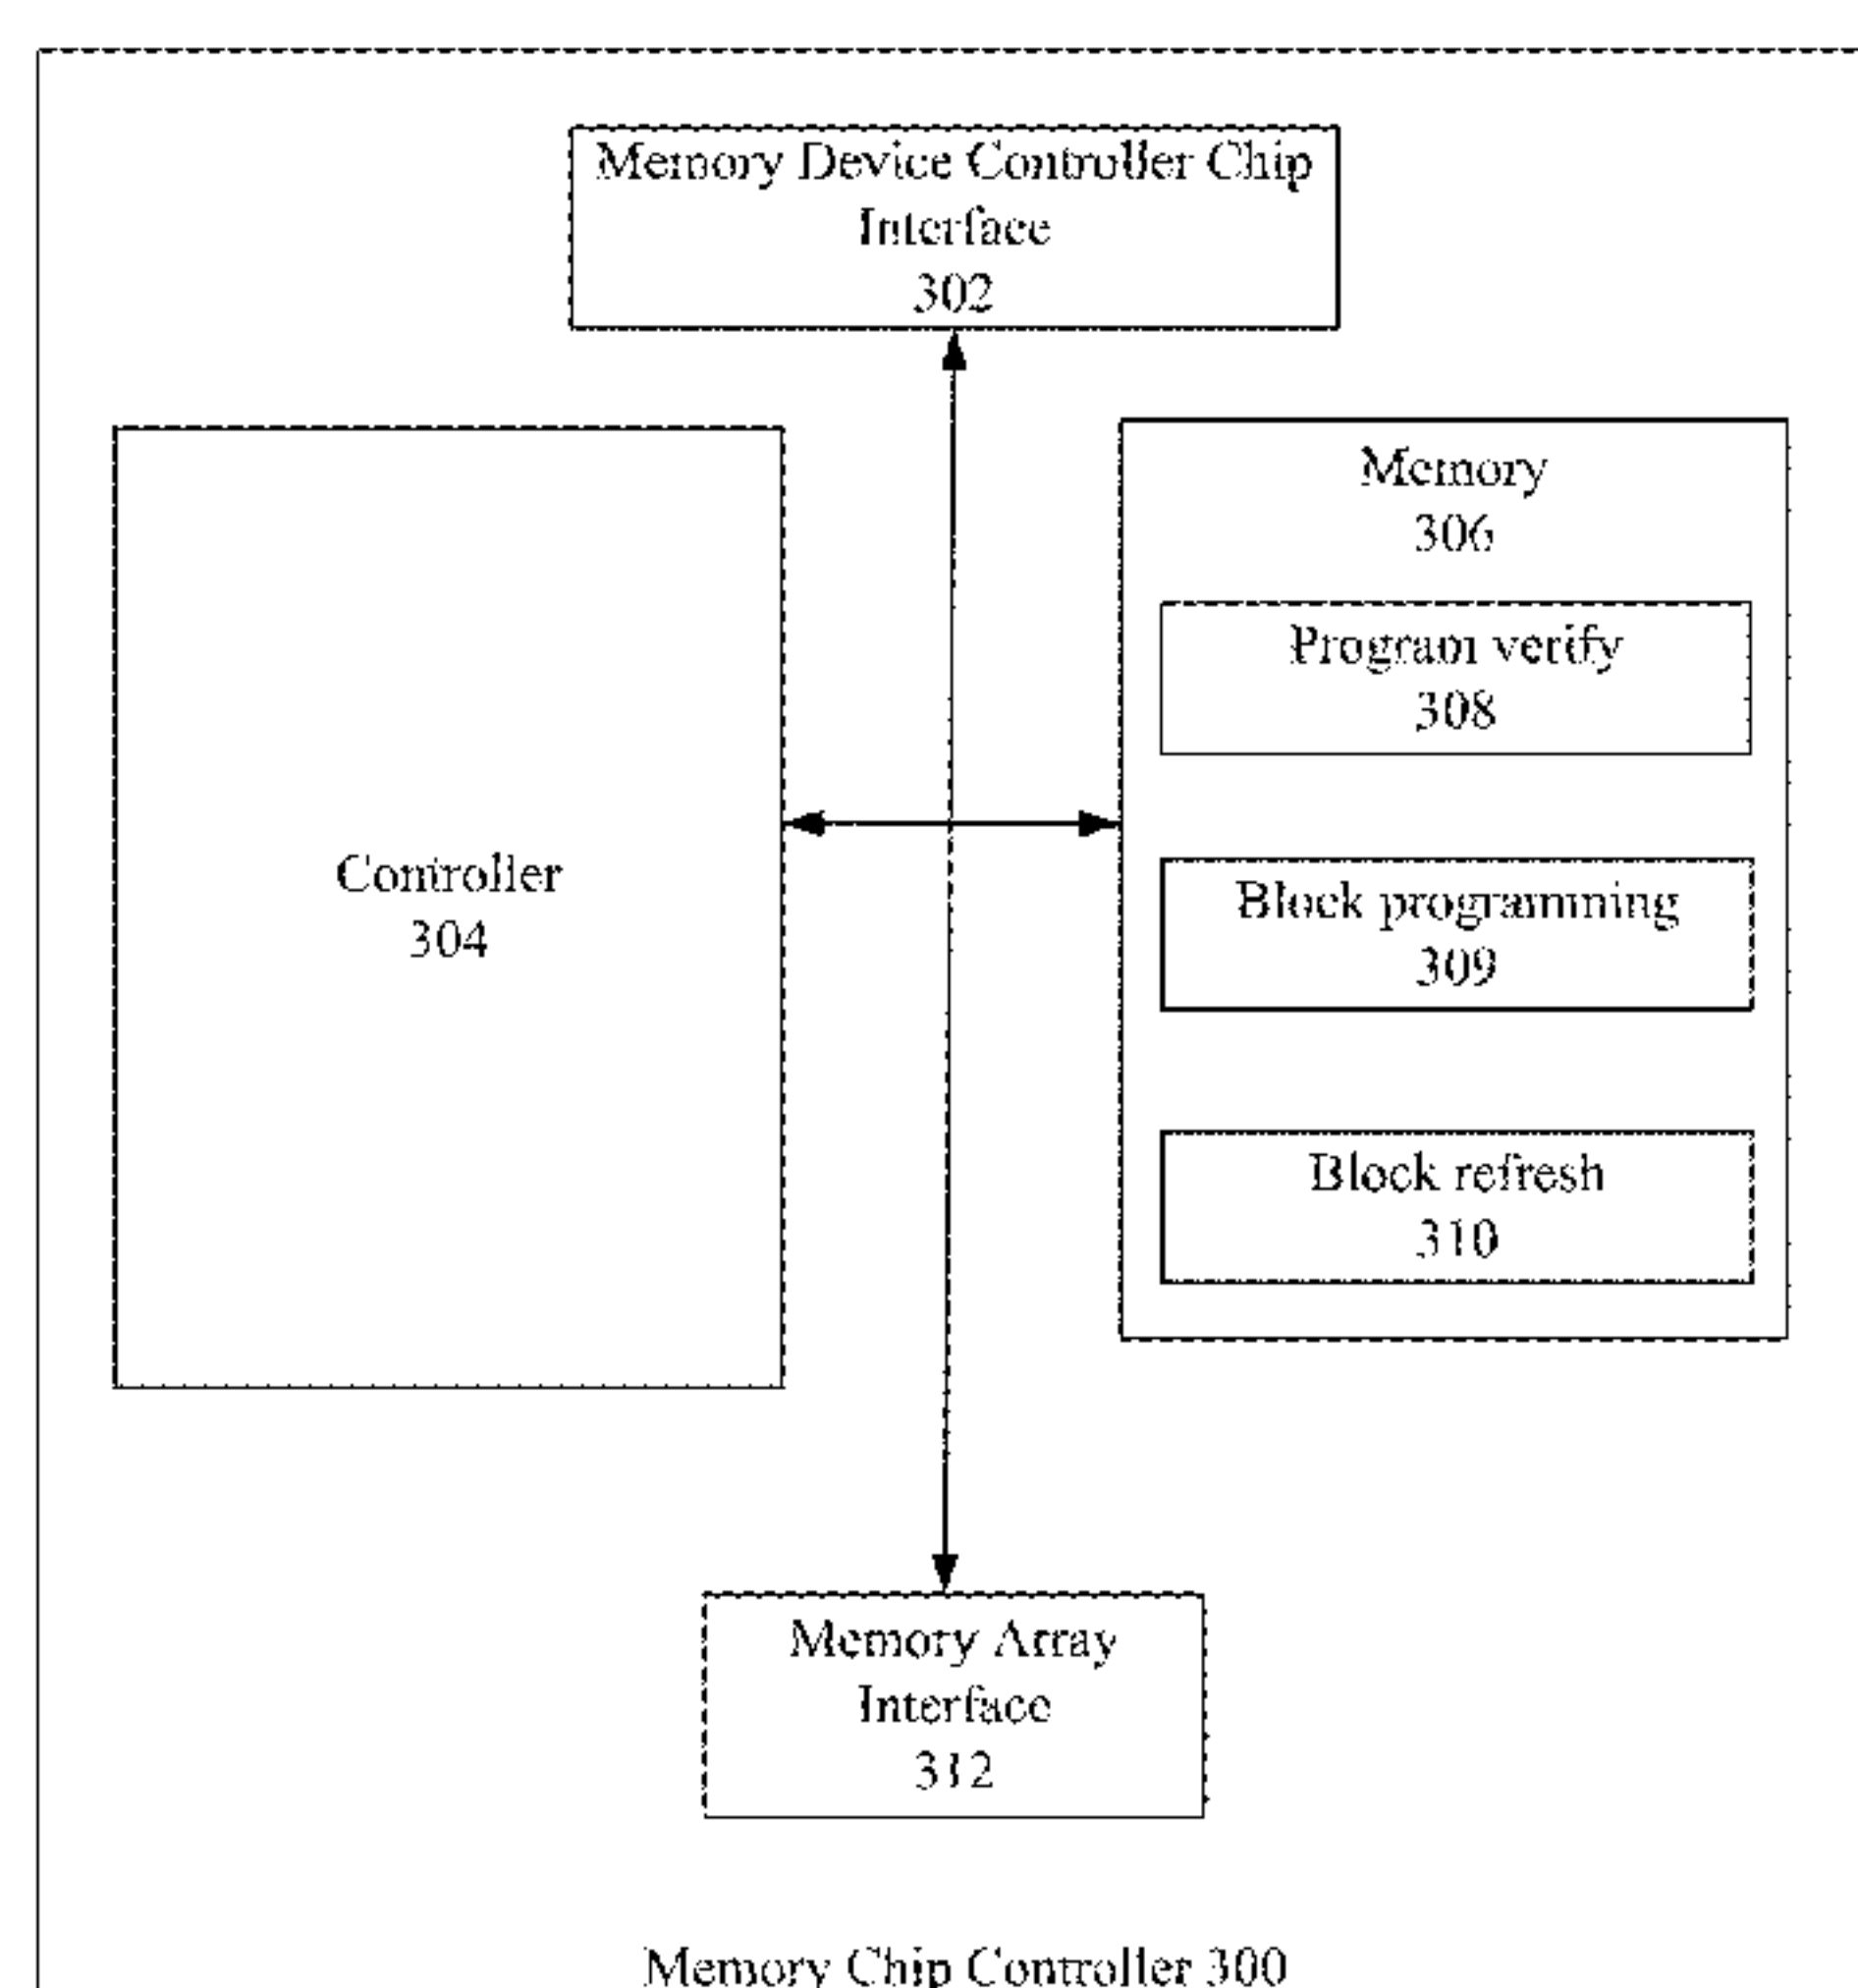 Memory Device Controller Chip
Interface
302
Controller
304
Memory
306
Program verify
308
Block programming
309
Block refresh
310
Memory Array
Interface
312
Memory Chip Controller 300